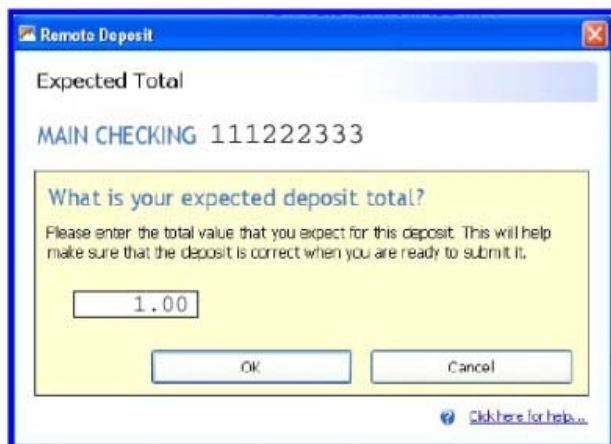 Remote Deposit
Expected Total
MAIN CHECKING 111222333
What is your expected deposit total?
Please enter the total value that you expect for this deposit. This will help
make sure that the deposit is correct when you are ready to submit it.
1.00
OK Cancel
Click here for help...